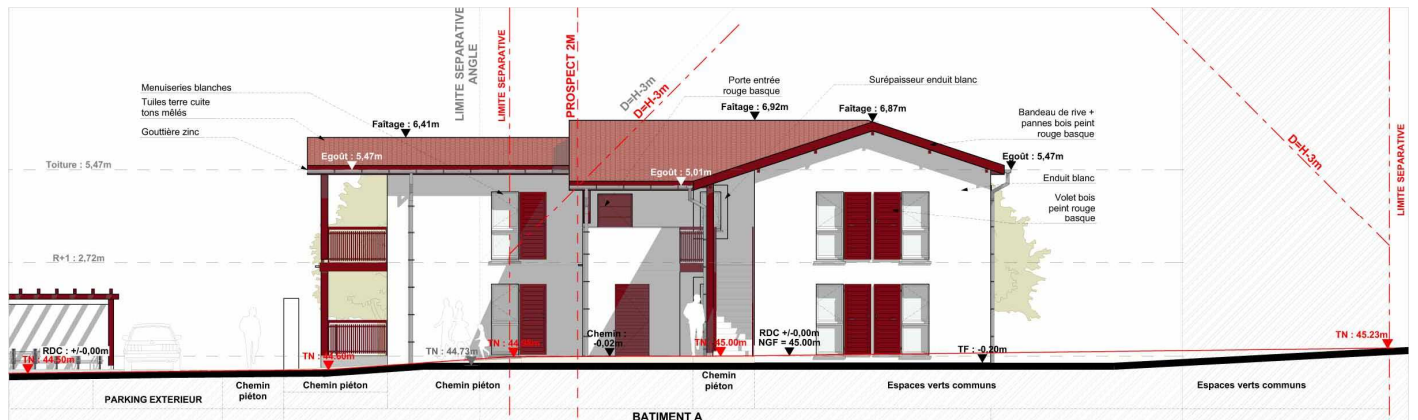 LIMITE SEPARATIVE
ANGLE
LIMITE SEPARATIVE
PROSPECT 2M
D=H-3m
D=H-3m
Menuiseries blanches
Tuiles terre cuite
tons mêlés
Gouttière zinc
Faîtage : 6,41m
Porte entrée
rouge basque
Surépaisseur enduit blanc
Faîtage : 6,92m
Faîtage : 6,87m
Bandeau de rive +
pannes bois peint
rouge basque
D=H-3m
LIMITE SEPARATIVE
Toiture : 5,47m
Egoût : 5,47m
Egoût : 5,01m
Egoût : 5,47m
Enduit blanc
Volet bois
peint rouge
basque
R+1 : 2,72m
RDC : +/-0,00m
TN : 44.50m
TN : 44.60m
TN : 44.73m
Chemin :
-0,02m
TN : 45.00m
RDC +/-0,00m
NGF = 45.00m
TF : -0.20m
TN : 45.23m
PARKING EXTERIEUR
Chemin
piéton
Chemin piéton
Chemin piéton
Chemin
piéton
Espaces verts communs
Espaces verts communs
BATIMENT A